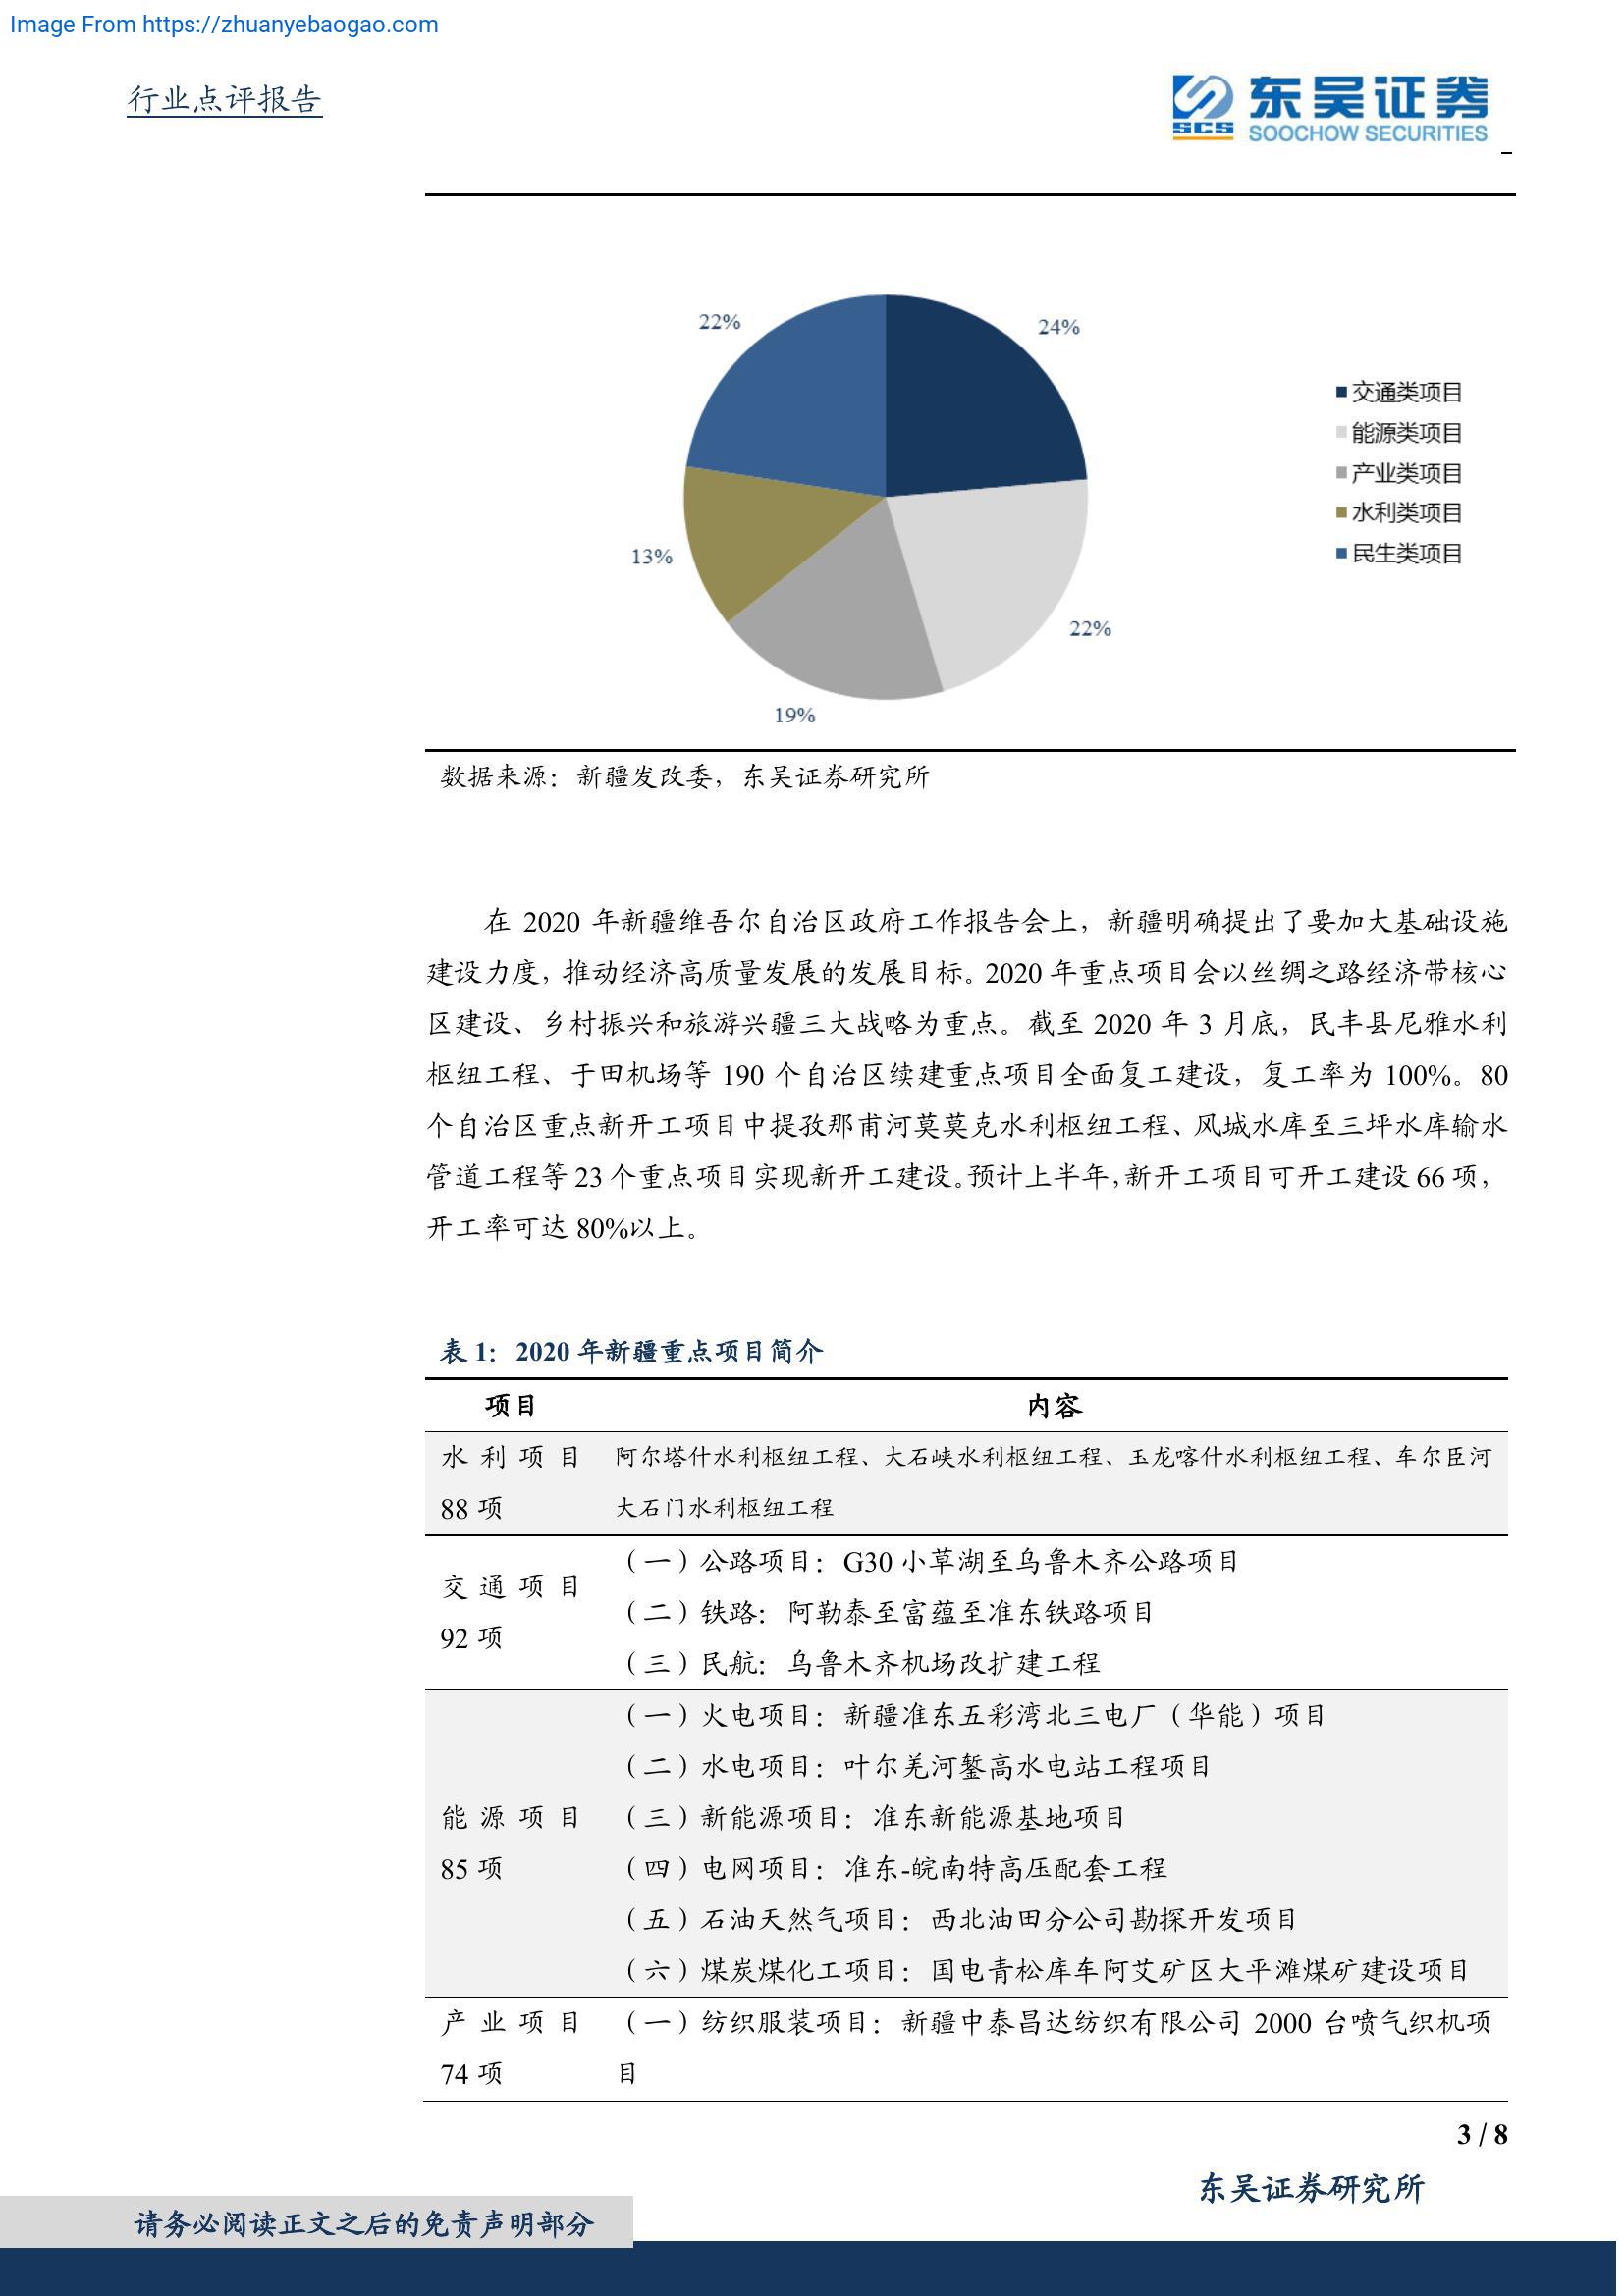 Image From https://zhuanyebaogao.com
行业点评报告
东吴证券
SCS
SOOCHOW SECURITIES
22%
24%
13%
22%
19%
交通类项目
能源类项目
产业类项目
水利类项目
民生类项目
数据来源：新疆发改委，东吴证券研究所
在 2020 年新疆维吾尔自治区政府工作报告会上，新疆明确提出了要加大基础设施
建设力度，推动经济高质量发展的发展目标。2020 年重点项目会以丝绸之路经济带核心
区建设、乡村振兴和旅游兴疆三大战略为重点。截至 2020 年 3 月底，民丰县尼雅水利
枢纽工程、于田机场等 190 个自治区续建重点项目全面复工建设，复工率为 100%。80
个自治区重点新开工项目中提孜那甫河莫莫克水利枢纽工程、风城水库至三坪水库输水
管道工程等 23 个重点项目实现新开工建设。预计上半年，新开工项目可开工建设 66 项，
开工率可达 80%以上。
表 1：2020 年新疆重点项目简介
项目 内容
水利项目 阿尔塔什水利枢纽工程、大石峡水利枢纽工程、玉龙喀什水利枢纽工程、车尔臣河
88 项 大石门水利枢纽工程
（一）公路项目：G30 小草湖至乌鲁木齐公路项目
交通项目
（二）铁路：阿勒泰至富蕴至准东铁路项目
92 项
（三）民航：乌鲁木齐机场改扩建工程
（一）火电项目：新疆准东五彩湾北三电厂（华能）项目
（二）水电项目：叶尔羌河錾高水电站工程项目
能源项目 （三）新能源项目：准东新能源基地项目
85 项 （四）电网项目：准东-皖南特高压配套工程
（五）石油天然气项目：西北油田分公司勘探开发项目
（六）煤炭煤化工项目：国电青松库车阿艾矿区大平滩煤矿建设项目
产业项目 （一）纺织服装项目：新疆中泰昌达纺织有限公司 2000 台喷气织机项
74 项 目
3 / 8
东吴证券研究所
请务必阅读正文之后的免责声明部分